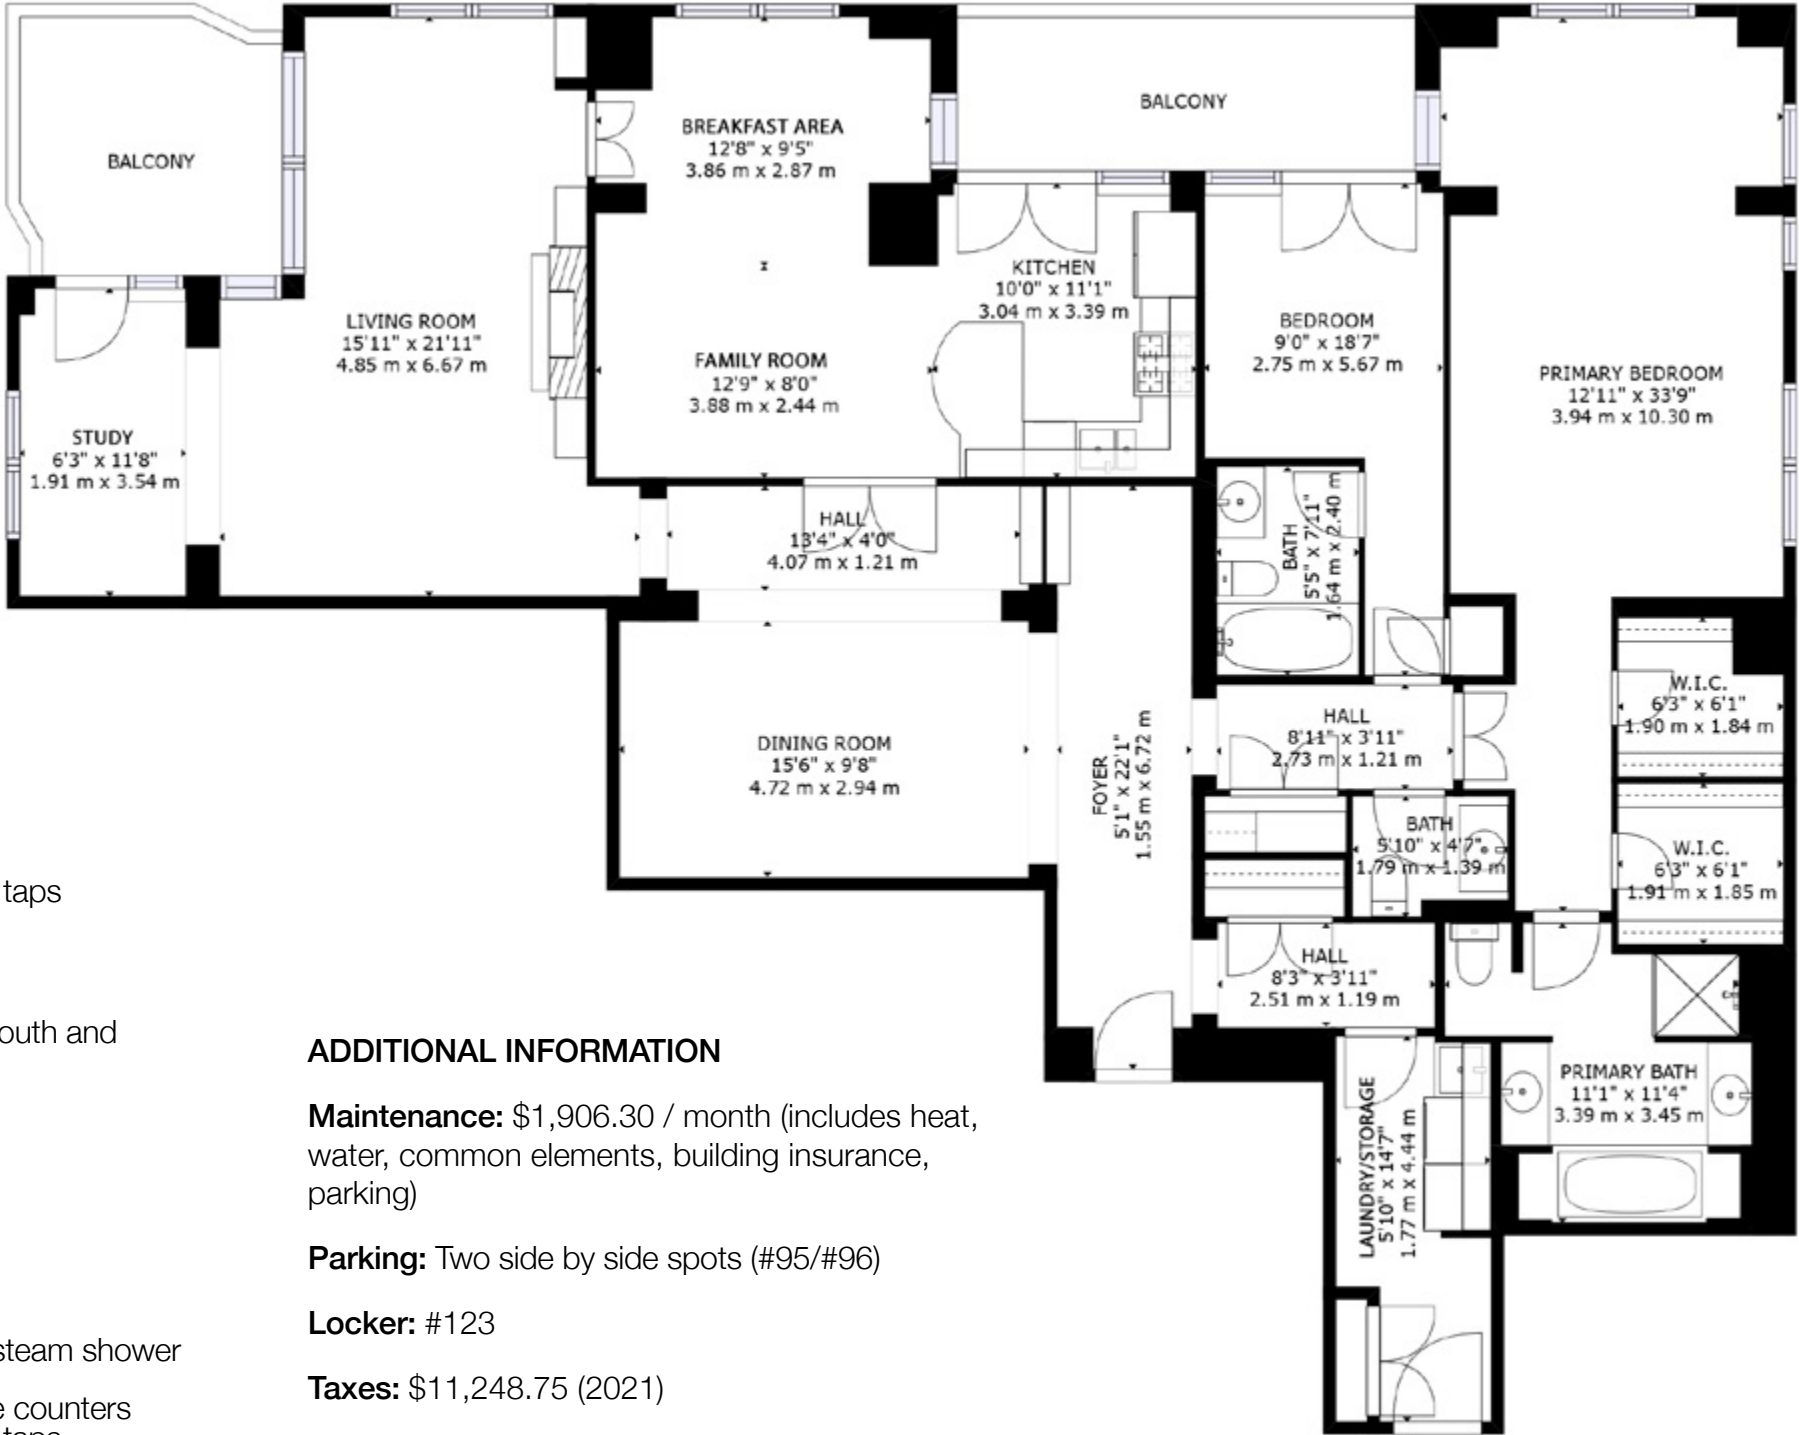 BALCONY
BREAKFAST AREA
12'8" x 9'5"
3.86 m x 2.87 m
BALCONY
LIVING ROOM
15'11" x 21'11"
4.85 m x 6.67 m
FAMILY ROOM
12'9" x 8'0"
3.88 m x 2.44 m
KITCHEN
10'0" x 11'1"
3.04 m x 3.39 m
BEDROOM
9'0" x 18'7"
2.75 m x 5.67 m
PRIMARY BEDROOM
12'11" x 33'9"
3.94 m x 10.30 m
STUDY
6'3" x 11'8"
1.91 m x 3.54 m
HALL
13'4" x 4'0"
4.07 m x 1.21 m
BATH
5'5" x 7'11"
1.64 m x 2.40 m
DINING ROOM
15'6" x 9'8"
4.72 m x 2.94 m
FOYER
5'1" x 22'1"
1.55 m x 6.72 m
HALL
8'11" x 3'11"
2.73 m x 1.21 m
W.I.C.
6'3" x 6'1"
1.90 m x 1.84 m
BATH
5'10" x 4'7"
1.79 m x 1.39 m
W.I.C.
6'3" x 6'1"
1.91 m x 1.85 m
HALL
8'3" x 3'11"
2.51 m x 1.19 m
PRIMARY BATH
11'1" x 11'4"
3.39 m x 3.45 m
LAUNDRY/STORAGE
5'10" x 14'7"
1.77 m x 4.44 m
taps
outh and
steam shower
e counters
ADDITIONAL INFORMATION
Maintenance: $1,906.30 / month (includes heat,
water, common elements, building insurance,
parking)
Parking: Two side by side spots (#95/#96)
Locker: #123
Taxes: $11,248.75 (2021)